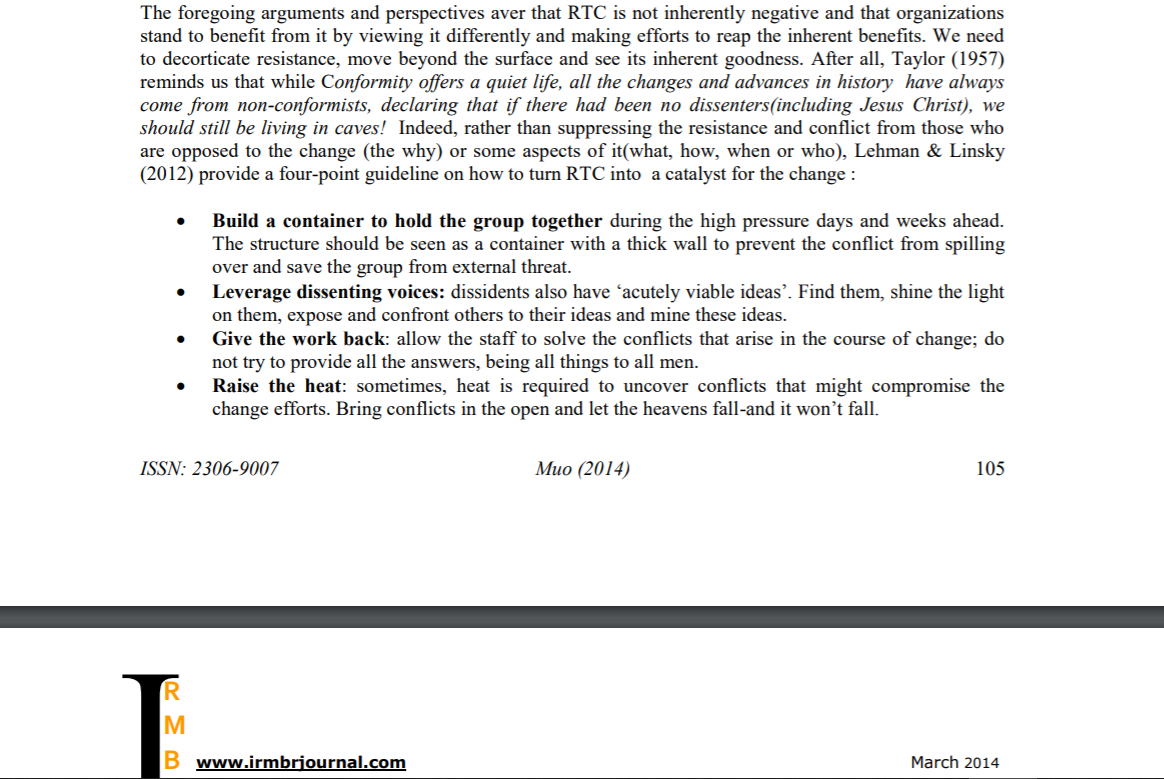 The foregoing arguments and perspectives aver that RTC is not inherently negative and that organizations
stand to benefit from it by viewing it differently and making efforts to reap the inherent benefits. We need
to decorticate resistance, move beyond the surface and see its inherent goodness. After all, Taylor (1957)
reminds us that while Conformity offers a quiet life, all the changes and advances in history have always
come from non-conformists, declaring that if there had been no dissenters(including Jesus Christ), we
should still be living in caves! Indeed, rather than suppressing the resistance and conflict from those who
are opposed to the change (the why) or some aspects of it(what, how, when or who), Lehman & Linsky
(2012) provide a four-point guideline on how to turn RTC into a catalyst for the change :
• Build a container to hold the group together during the high pressure days and weeks ahead.
The structure should be seen as a container with a thick wall to prevent the conflict from spilling
over and save the group from external threat.
• Leverage dissenting voices: dissidents also have ‘acutely viable ideas’. Find them, shine the light
on them, expose and confront others to their ideas and mine these ideas.
• Give the work back: allow the staff to solve the conflicts that arise in the course of change; do
not try to provide all the answers, being all things to all men.
• Raise the heat: sometimes, heat is required to uncover conflicts that might compromise the
change efforts. Bring conflicts in the open and let the heavens fall-and it won’t fall.
ISSN: 2306-9007 Muo (2014) 105
I
R
M
B www.irmbrjournal.com March 2014